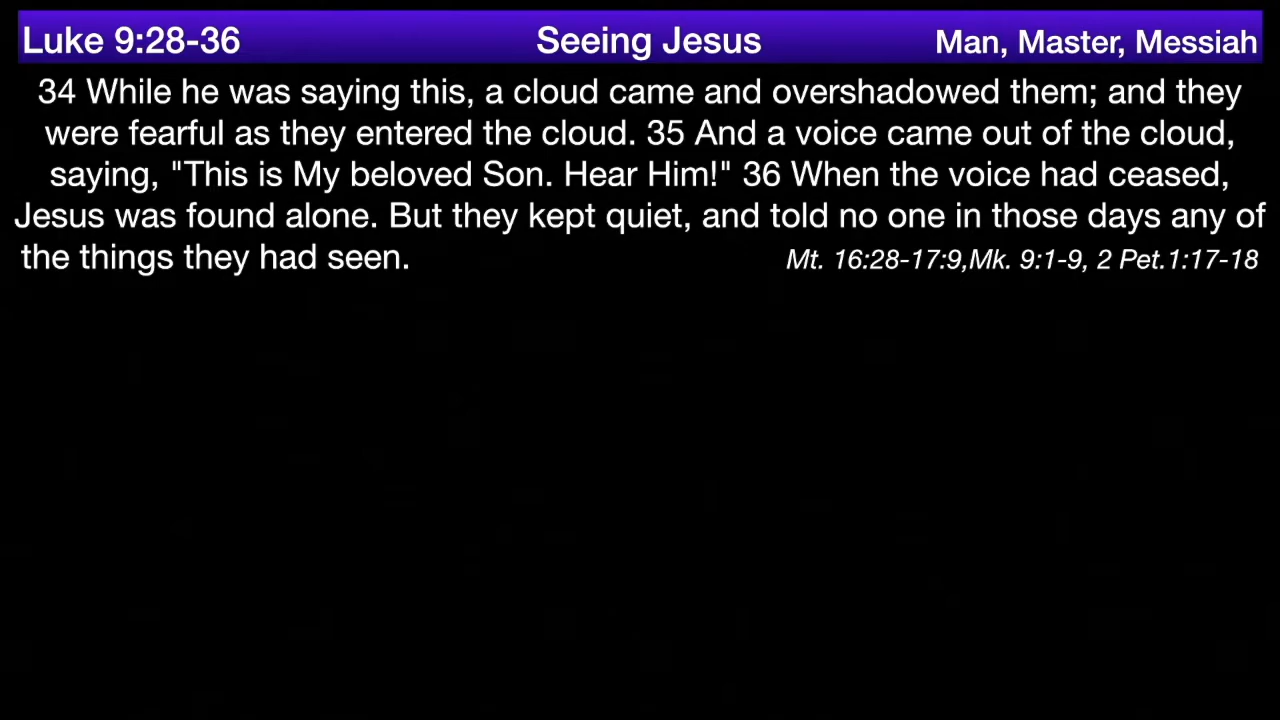 Luke 9:28-36 Seeing Jesus Man, Master, Messiah
34 While he was saying this, a cloud came and overshadowed them; and they
were fearful as they entered the cloud. 35 And a voice came out of the cloud,
saying, "This is My beloved Son. Hear Him!" 36 When the voice had ceased,
Jesus was found alone. But they kept quiet, and told no one in those days any of
the things they had seen. Mt. 16:28-17:9,Mk. 9:1-9, 2 Pet.1:17-18